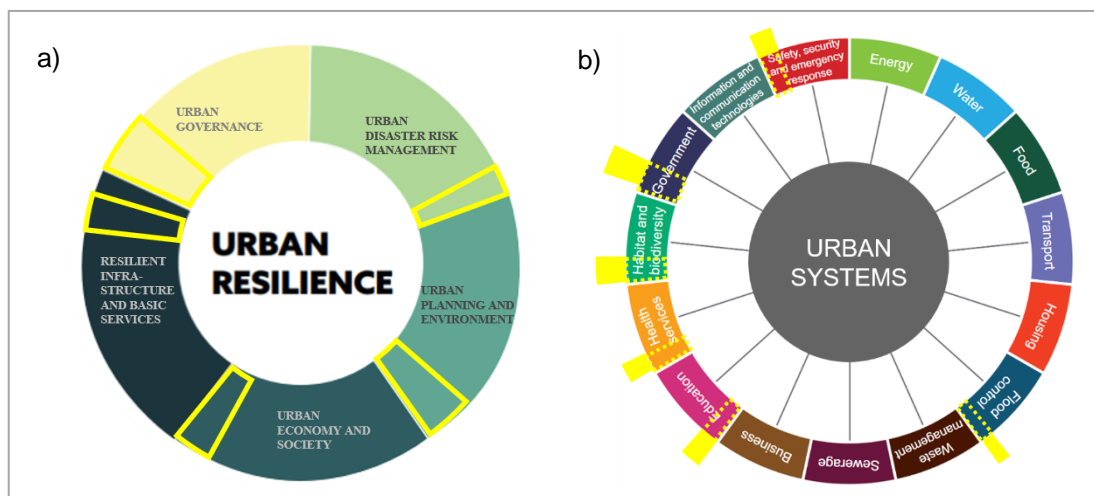 a)
URBAN
GOVERNANCE
URBAN
DISASTER RISK
MANAGEMENT
URBAN
RESILIENCE
RESILIENT
INFRA-
STRUCTURE
AND BASIC
SERVICES
URBAN
PLANNING AND
ENVIRONMENT
URBAN
ECONOMY AND
SOCIETY
b)
Safety, security
and emergency
response
Energy
Water
Food
Transport
Housing
Flood
control
Waste
management
Sewerage
Business
Education
Health
services
Habitat and
biodiversity
Government
Information and
communication
technologies
URBAN
SYSTEMS